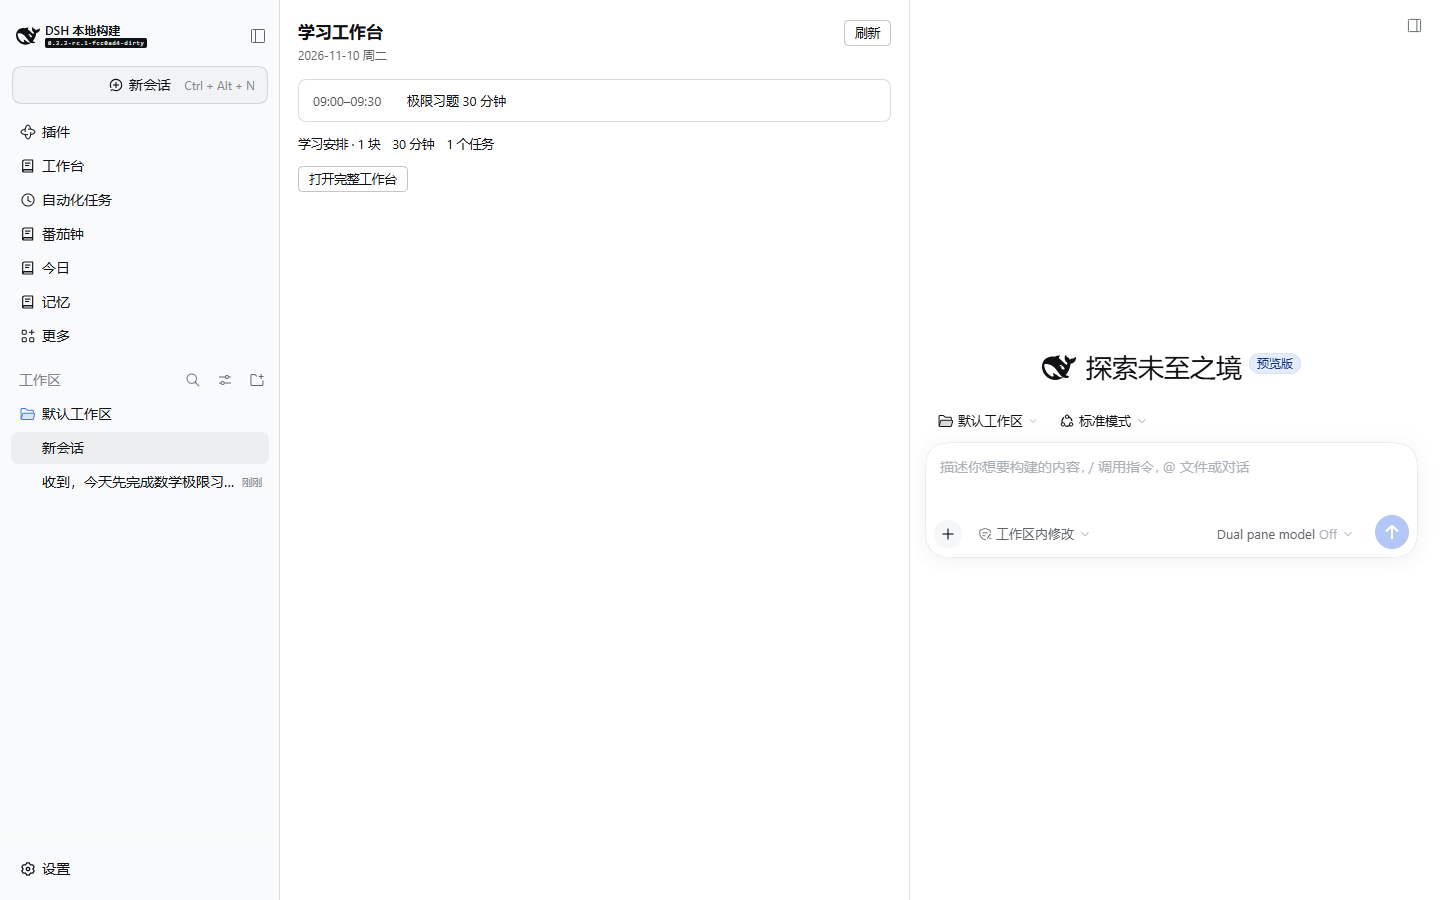 DSH 本地构建
0.3.2-rc.1-fcc0ad4-dirty
新会话 Ctrl + Alt + N
插件
工作台
自动化任务
番茄钟
今日
记忆
更多
工作区
默认工作区
新会话
收到，今天先完成数学极限习... 刚刚
设置
学习工作台
刷新
2026-11-10 周二
09:00–09:30 极限习题 30 分钟
学习安排 · 1 块 30 分钟 1 个任务
打开完整工作台
探索未至之境 预览版
默认工作区 标准模式
描述你想要构建的内容, / 调用指令, @ 文件或对话
工作区内修改 Dual pane model Off